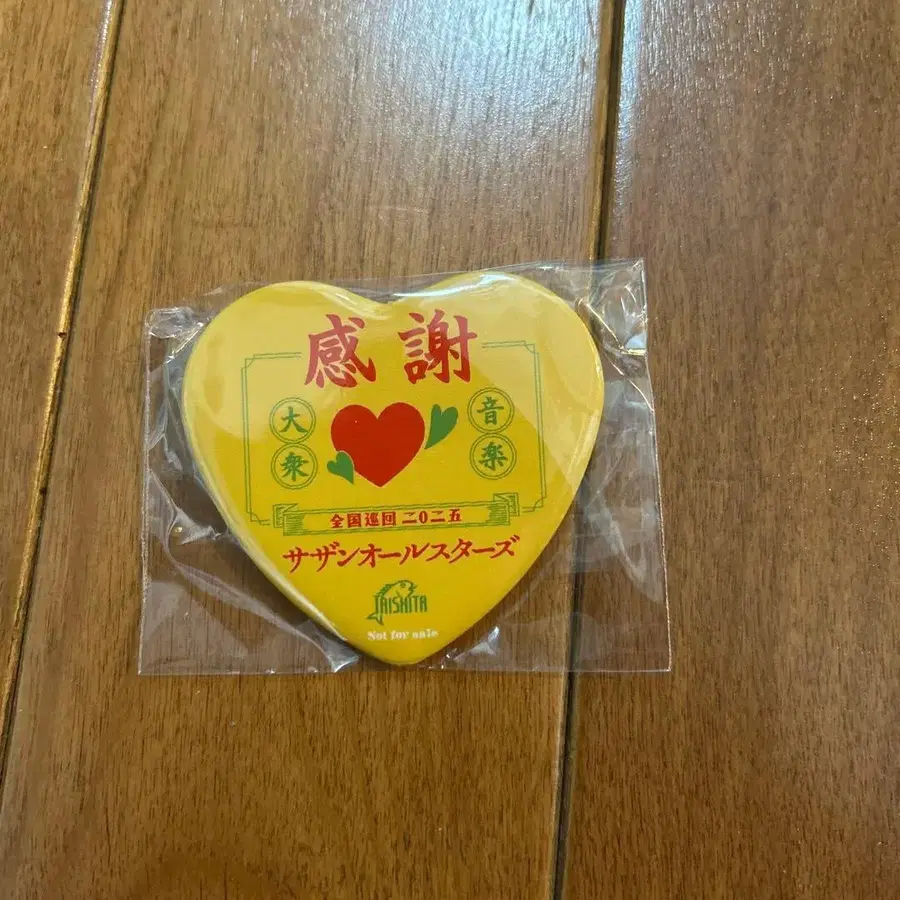 感謝
大衆
音楽
全国巡回 二〇二五
サザンオールスターズ
TAISHITA
Not for sale